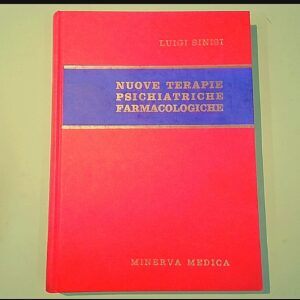 LUIGI SINISI
NUOVE TERAPIE
PSICHIATRICHE
FARMACOLOGICHE
MINERVA MEDICA